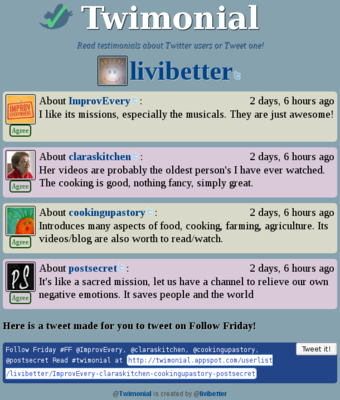 Twimonial
Read testimonials about Twitter users or Tweet one!
livibetter
About ImprovEvery : 2 days, 6 hours ago
I like its missions, especially the musicals. They are just awesome!
IMPROV EVERYWHERE
Agree
About claraskitchen : 2 days, 6 hours ago
Her videos are probably the oldest person's I have ever watched.
The cooking is good, nothing fancy, simply great.
Agree
About cookingupastory : 2 days, 6 hours ago
Introduces many aspects of food, cooking, farming, agriculture. Its
videos/blog are also worth to read/watch.
Agree
About postsecret : 2 days, 6 hours ago
It's like a sacred mission, let us have a channel to relieve our own
negative emotions. It saves people and the world
PS
Agree
Here is a tweet made for you to tweet on Follow Friday!
Follow Friday #FF @ImprovEvery, @claraskitchen, @cookingupastory,
Tweet it!
@postsecret Read #twimonial at http://twimonial.appspot.com/userlist
/livibetter/ImprovEvery-claraskitchen-cookingupastory-postsecret
@Twimonial is created by @livibetter